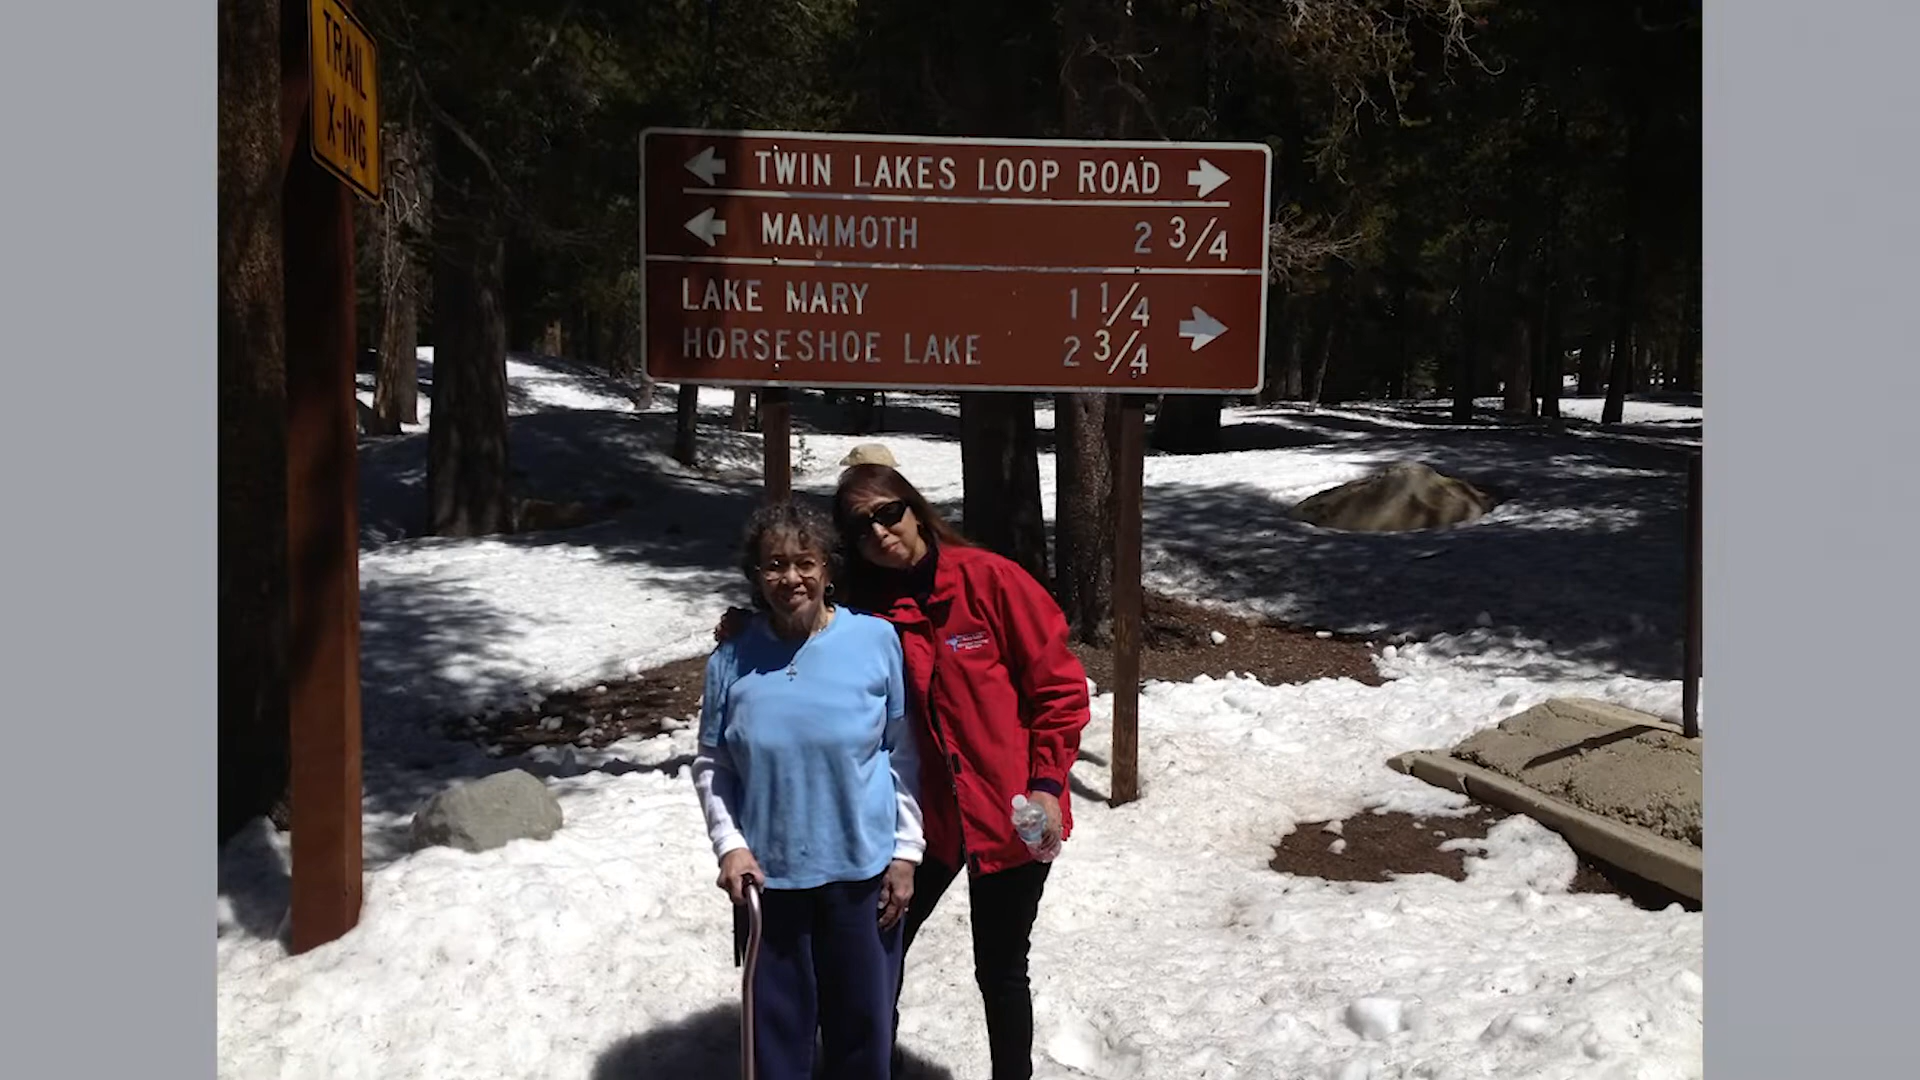 TRAIL
X-ING
TWIN LAKES LOOP ROAD
MAMMOTH 2 3/4
LAKE MARY 1 1/4
HORSESHOE LAKE 2 3/4